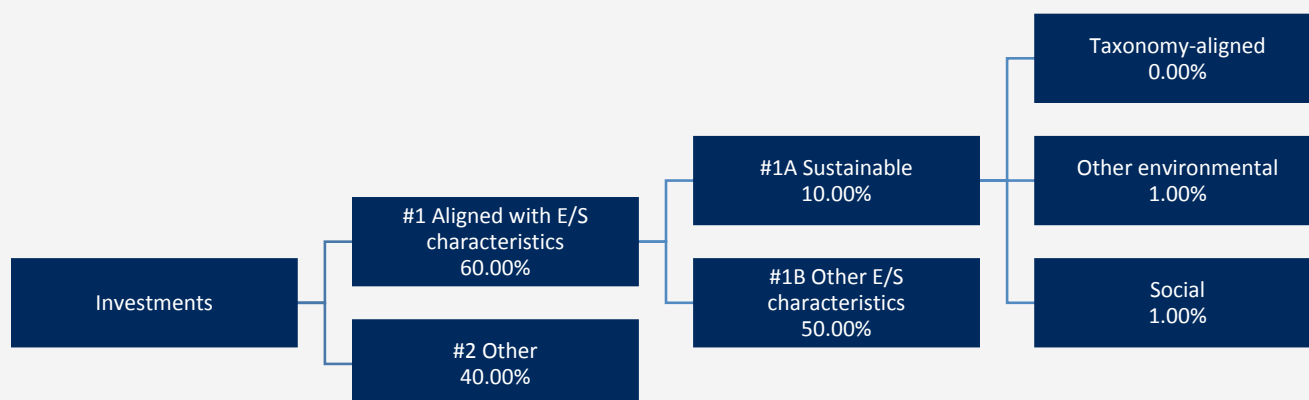 Investments
#1 Aligned with E/S
characteristics
60.00%
#2 Other
40.00%
#1A Sustainable
10.00%
#1B Other E/S
characteristics
50.00%
Taxonomy-aligned
0.00%
Other environmental
1.00%
Social
1.00%